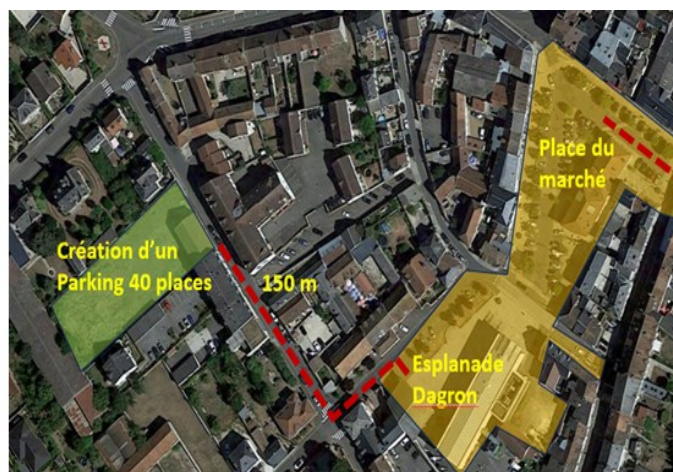 Place du
marché
Création d'un
Parking 40 places
150 m
Esplanade
Dagron